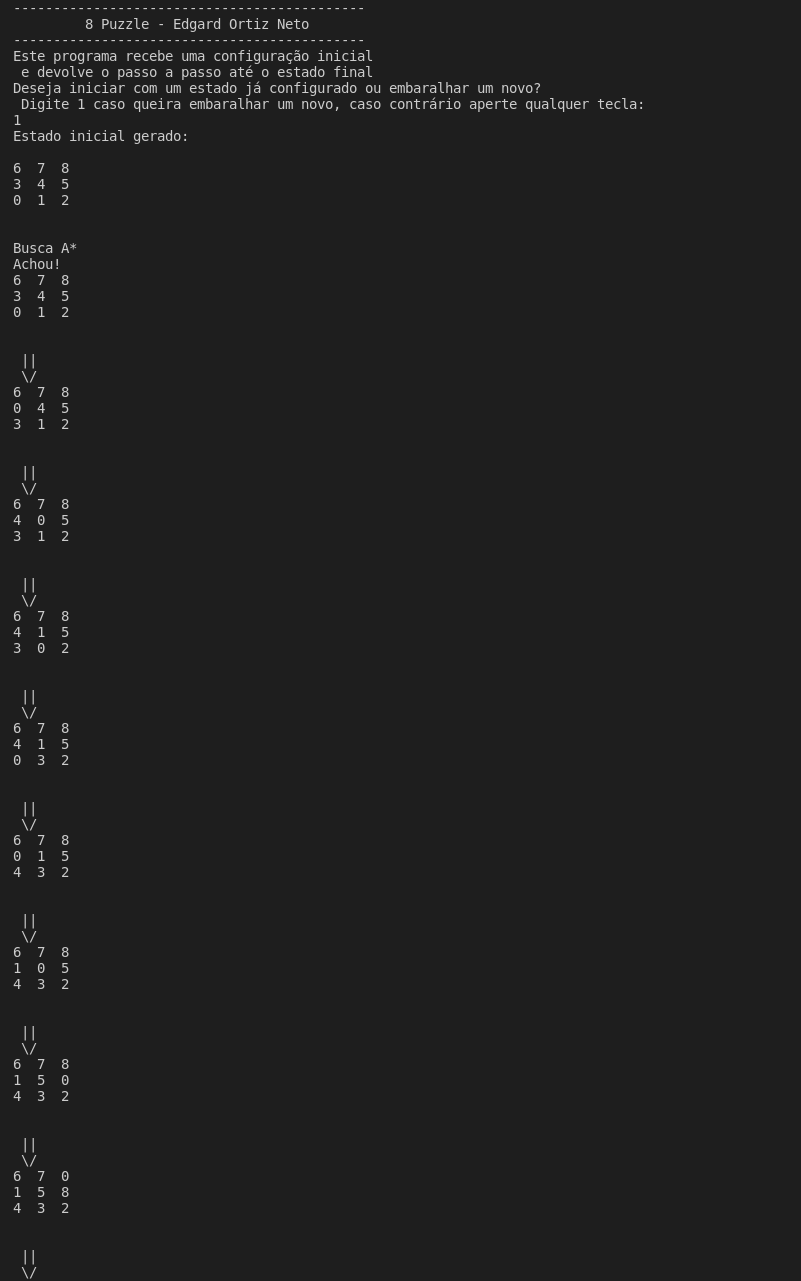 --------------------------------------------
         8 Puzzle - Edgard Ortiz Neto
--------------------------------------------
Este programa recebe uma configuração inicial
 e devolve o passo a passo até o estado final
Deseja iniciar com um estado já configurado ou embaralhar um novo?
 Digite 1 caso queira embaralhar um novo, caso contrário aperte qualquer tecla:
1
Estado inicial gerado:

6  7  8
3  4  5
0  1  2

Busca A*
Achou!
6  7  8
3  4  5
0  1  2

 ||
 \/
6  7  8
0  4  5
3  1  2

 ||
 \/
6  7  8
4  0  5
3  1  2

 ||
 \/
6  7  8
4  1  5
3  0  2

 ||
 \/
6  7  8
4  1  5
0  3  2

 ||
 \/
6  7  8
0  1  5
4  3  2

 ||
 \/
6  7  8
1  0  5
4  3  2

 ||
 \/
6  7  8
1  5  0
4  3  2

 ||
 \/
6  7  0
1  5  8
4  3  2

 ||
 \/